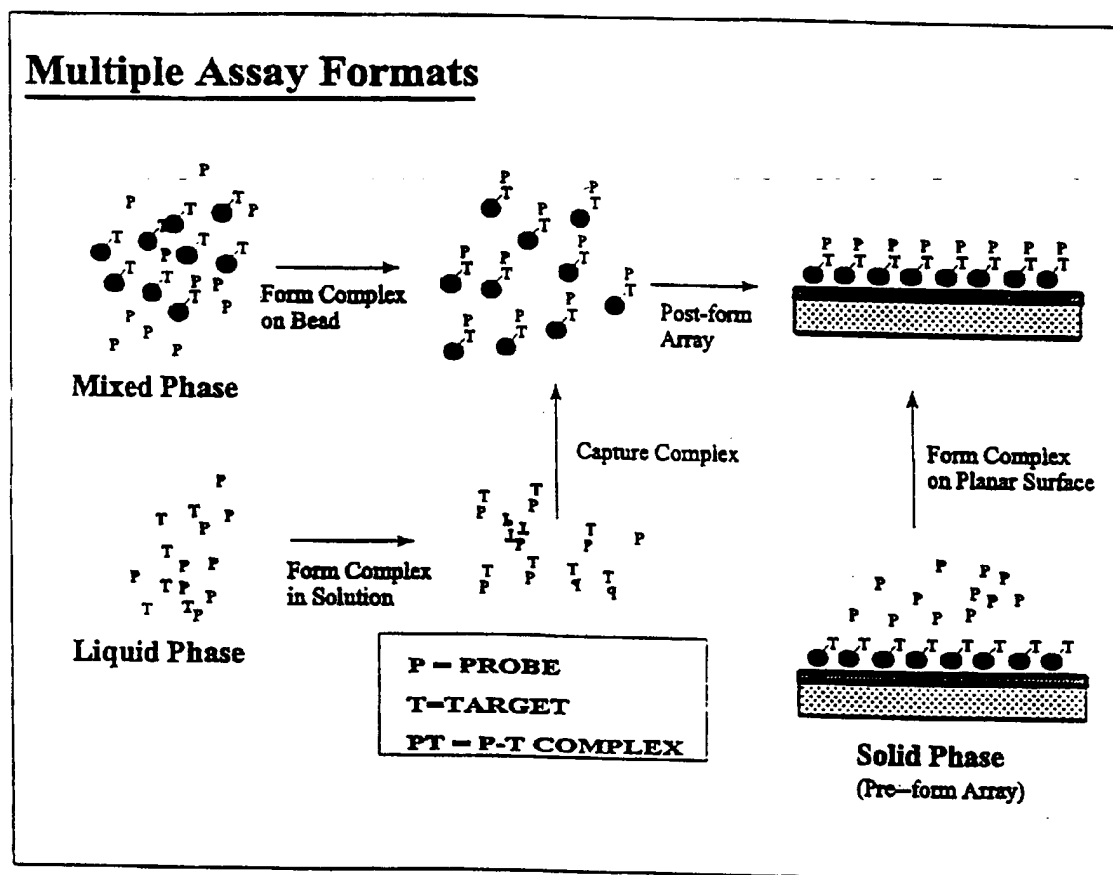 Multiple Assay Formats
Form Complex
on Bead
Mixed Phase
Post-form
Array
Capture Complex
Form Complex
on Planar Surface
Form Complex
in Solution
Liquid Phase
P = PROBE
T=TARGET
PT = P-T COMPLEX
Solid Phase
(Pre-form Array)